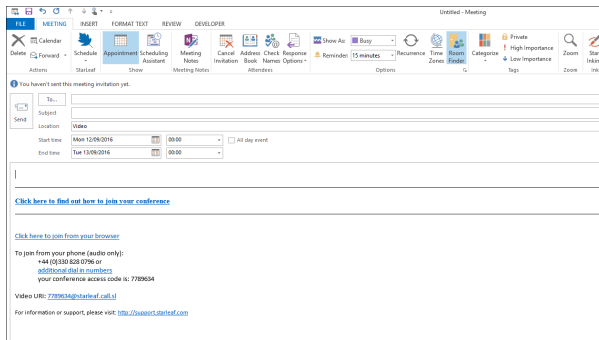 Untitled - Meeting
FILE MEETING INSERT FORMAT TEXT REVIEW DEVELOPER
Delete Calendar Forward Schedule Appointment Scheduling Assistant Meeting Notes Cancel Invitation Address Book Check Names Response Options Show As: Busy Reminder: 15 minutes Recurrence Time Zones Room Finder Categorize Private High Importance Low Importance Zoom Start Inking
Actions StarLeaf Show Meeting Notes Attendees Options Tags Zoom Ink
You haven't sent this meeting invitation yet.
Send
To...
Subject
Location Video
Start time Mon 12/09/2016 00:00 All day event
End time Tue 13/09/2016 00:00
Click here to find out how to join your conference
Click here to join from your browser
To join from your phone (audio only):
+44 (0)330 828 0796 or
additional dial in numbers
your conference access code is: 7789634
Video URI: 7789634@starleaf.call.sl
For information or support, please visit: http://support.starleaf.com